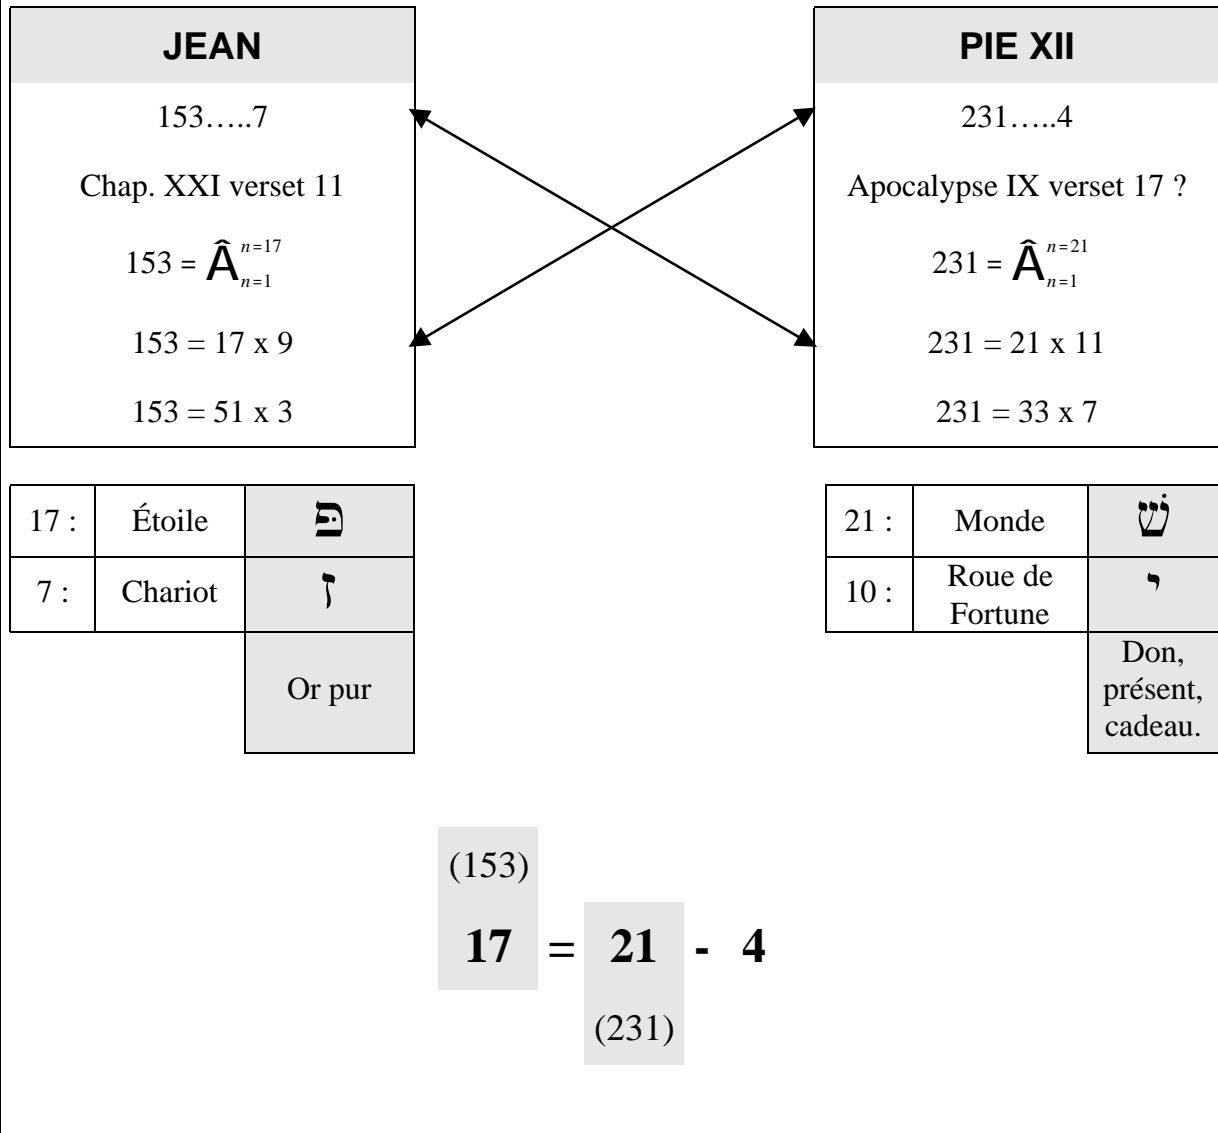 JEAN
153.....7
Chap. XXI verset 11
153 = Â n=17 n=1
153 = 17 x 9
153 = 51 x 3
PIE XII
231.....4
Apocalypse IX verset 17 ?
231 = Â n=21 n=1
231 = 21 x 11
231 = 33 x 7
17 : Étoile פּ
7 : Chariot ז
Or pur
21 : Monde שׁ
10 : Roue de
Fortune י
Don,
présent,
cadeau.
(153)
17 = 21 - 4
(231)